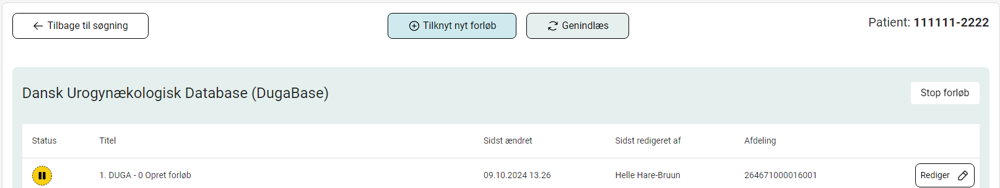 Tilbage til søgning Tilknyt nyt forløb Genindlæs Patient: 111111-2222
Dansk Urogynækologisk Database (DugaBase) Stop forløb
Status Titel Sidst ændret Sidst redigeret af Afdeling
1. DUGA - 0 Opret forløb 09.10.2024 13.26 Helle Hare-Bruun 264671000016001 Rediger